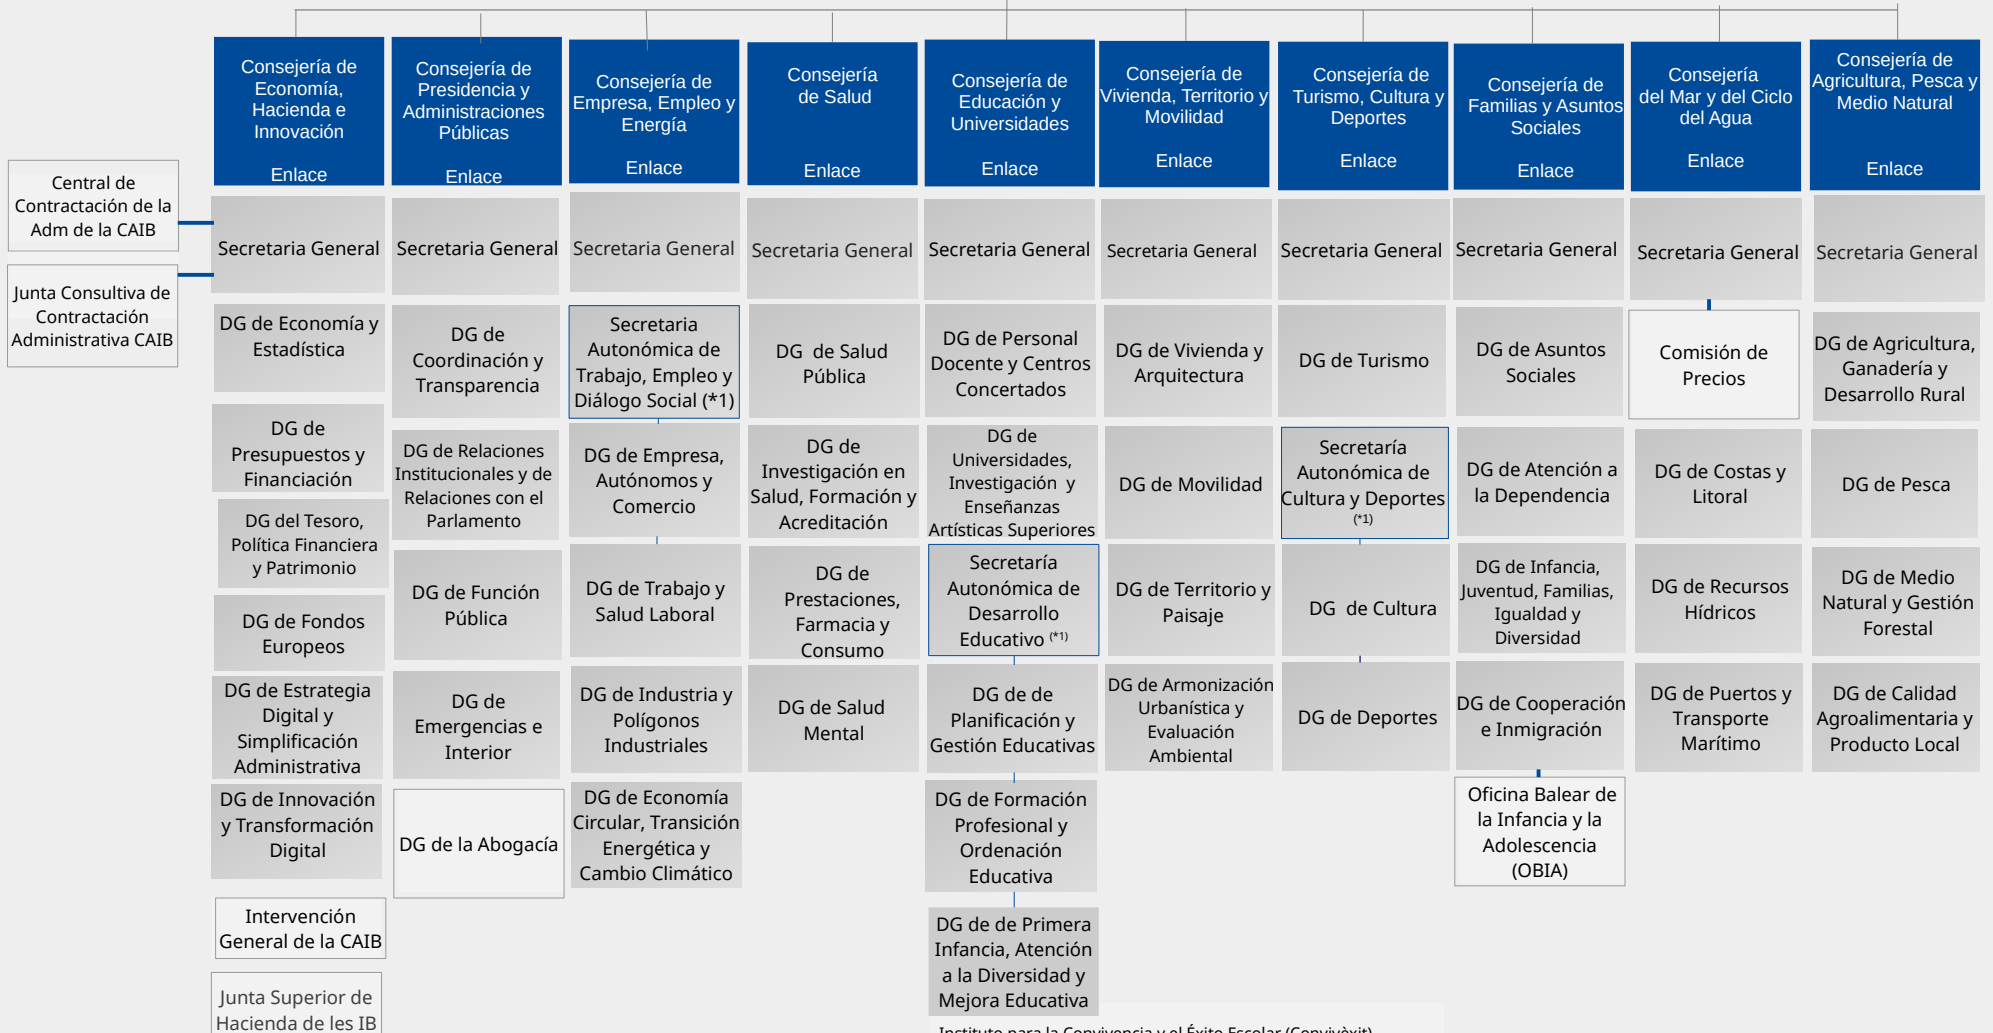 Consejería de
Economía,
Hacienda e
Innovación
Enlace
Consejería de
Presidencia y
Administraciones
Públicas
Enlace
Consejería de
Empresa, Empleo y
Energía
Enlace
Consejería
de Salud
Enlace
Consejería de
Educación y
Universidades
Enlace
Consejería de
Vivienda, Territorio y
Movilidad
Enlace
Consejería de
Turismo, Cultura y
Deportes
Enlace
Consejería de
Familias y Asuntos
Sociales
Enlace
Consejería
del Mar y del Ciclo
del Agua
Enlace
Consejería de
Agricultura, Pesca y
Medio Natural
Enlace
Central de
Contractación de la
Adm de la CAIB
Junta Consultiva de
Contractación
Administrativa CAIB
Secretaria General
DG de Economía y
Estadística
DG de
Presupuestos y
Financiación
DG del Tesoro,
Política Financiera
y Patrimonio
DG de Fondos
Europeos
DG de Estrategia
Digital y
Simplificación
Administrativa
DG de Innovación
y Transformación
Digital
Intervención
General de la CAIB
Junta Superior de
Hacienda de les IB
Secretaria General
DG de
Coordinación y
Transparencia
DG de Relaciones
Institucionales y de
Relaciones con el
Parlamento
DG de Función
Pública
DG de
Emergencias e
Interior
DG de la Abogacía
Secretaria General
Secretaria
Autonómica de
Trabajo, Empleo y
Diálogo Social (*1)
DG de Empresa,
Autónomos y
Comercio
DG de Trabajo y
Salud Laboral
DG de Industria y
Polígonos
Industriales
DG de Economía
Circular, Transición
Energética y
Cambio Climático
Secretaria General
DG  de Salud
Pública
DG de
Investigación en
Salud, Formación y
Acreditación
DG de
Prestaciones,
Farmacia y
Consumo
DG de Salud
Mental
Secretaria General
DG de Personal
Docente y Centros
Concertados
DG de
Universidades,
Investigación  y
Enseñanzas
Artísticas Superiores
Secretaría
Autonómica de
Desarrollo
Educativo (*1)
DG de de
Planificación y
Gestión Educativas
DG de Formación
Profesional y
Ordenación
Educativa
DG de de Primera
Infancia, Atención
a la Diversidad y
Mejora Educativa
Instituto para la Convivencia y el Éxito Escolar (Convivèxit)
Secretaria General
DG de Vivienda y
Arquitectura
DG de Movilidad
DG de Territorio y
Paisaje
DG de Armonización
Urbanística y
Evaluación
Ambiental
Secretaria General
DG de Turismo
Secretaría
Autonómica de
Cultura y Deportes
(*1)
DG  de Cultura
DG de Deportes
Secretaria General
DG de Asuntos
Sociales
DG de Atención a
la Dependencia
DG de Infancia,
Juventud, Familias,
Igualdad y
Diversidad
DG de Cooperación
e Inmigración
Oficina Balear de
la Infancia y la
Adolescencia
(OBIA)
Secretaria General
Comisión de
Precios
DG de Costas y
Litoral
DG de Recursos
Hídricos
DG de Puertos y
Transporte
Marítimo
Secretaria General
DG de Agricultura,
Ganadería y
Desarrollo Rural
DG de Pesca
DG de Medio
Natural y Gestión
Forestal
DG de Calidad
Agroalimentaria y
Producto Local